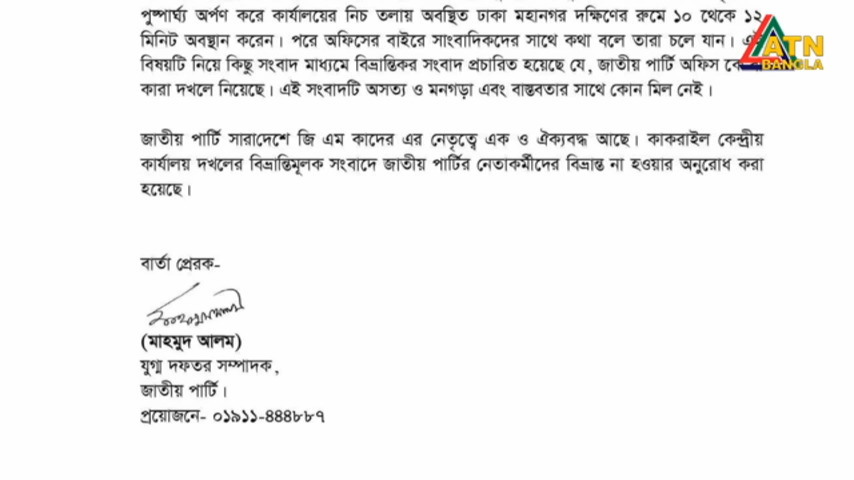 পুষ্পার্ঘ্য অর্পণ করে কার্যালয়ের নিচ তলায় অবস্থিত ঢাকা মহানগর দক্ষিণের রুমে ১০ থেকে ১২
মিনিট অবস্থান করেন। পরে অফিসের বাইরে সাংবাদিকদের সাথে কথা বলে তারা চলে যান।
বিষয়টি নিয়ে কিছু সংবাদ মাধ্যমে বিভ্রান্তিকর সংবাদ প্রচারিত হয়েছে যে, জাতীয় পার্টি অফিস
কারা দখলে নিয়েছে। এই সংবাদটি অসত্য ও মনগড়া এবং বাস্তবতার সাথে কোন মিল নেই।
জাতীয় পার্টি সারাদেশে জি এম কাদের এর নেতৃত্বে এক ও ঐক্যবদ্ধ আছে। কাকরাইল কেন্দ্রীয়
কার্যালয় দখলের বিভ্রান্তিমূলক সংবাদে জাতীয় পার্টির নেতাকর্মীদের বিভ্রান্ত না হওয়ার অনুরোধ করা
হয়েছে।
বার্তা প্রেরক-
(মাহমুদ আলম)
যুগ্ম দফতর সম্পাদক,
জাতীয় পার্টি।
প্রয়োজনে- ০১৯১১-৪৪৪৮৮৭
ATN
BANGLA